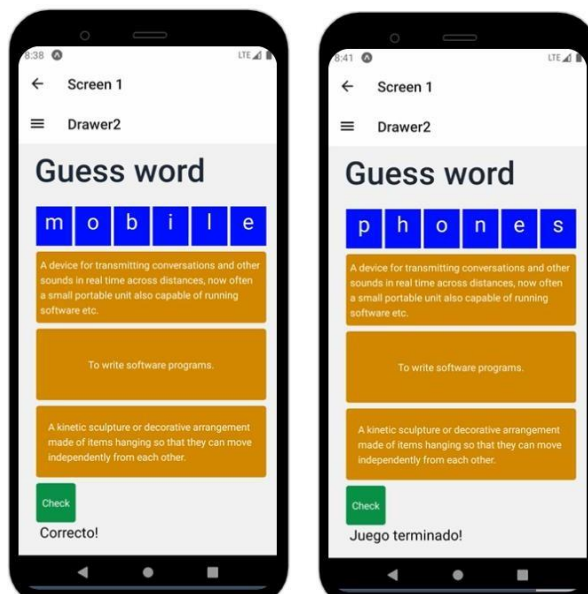 8:38 LTE
Screen 1
Drawer2
Guess word
m o b i l e
A device for transmitting conversations and other
sounds in real time across distances, now often
a small portable unit also capable of running
software etc.
To write software programs.
A kinetic sculpture or decorative arrangement
made of items hanging so that they can move
independently from each other.
Check
Correcto!
8:41 LTE
Screen 1
Drawer2
Guess word
p h o n e s
A device for transmitting conversations and other
sounds in real time across distances, now often
a small portable unit also capable of running
software etc.
To write software programs.
A kinetic sculpture or decorative arrangement
made of items hanging so that they can move
independently from each other.
Check
Juego terminado!